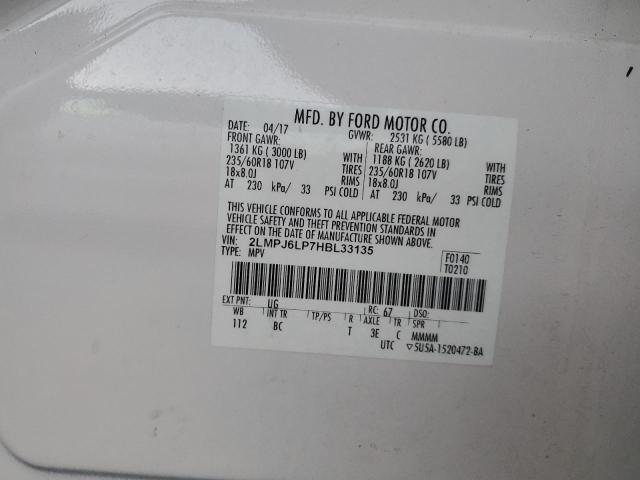 MFD. BY FORD MOTOR CO.
DATE: 04/17 GVWR: 2531 KG ( 5580 LB)
FRONT GAWR: REAR GAWR:
1361 KG ( 3000 LB) WITH 1188 KG ( 2620 LB) WITH
235/60R18 107V TIRES 235/60R18 107V TIRES
18x8.0J RIMS 18x8.0J RIMS
AT 230 kPa/ 33 PSI COLD AT 230 kPa/ 33 PSI COLD
THIS VEHICLE CONFORMS TO ALL APPLICABLE FEDERAL MOTOR
VEHICLE SAFETY AND THEFT PREVENTION STANDARDS IN
EFFECT ON THE DATE OF MANUFACTURE SHOWN ABOVE.
VIN: 2LMPJ6LP7HBL33135 F0140
TYPE: MPV T0210
EXT PNT: UG RC: 67 DSO:
WB INT TR TP/PS R AXLE TR SPR
112 BC T 3E C MMMM
UTC ▽5U5A-1520472-BA